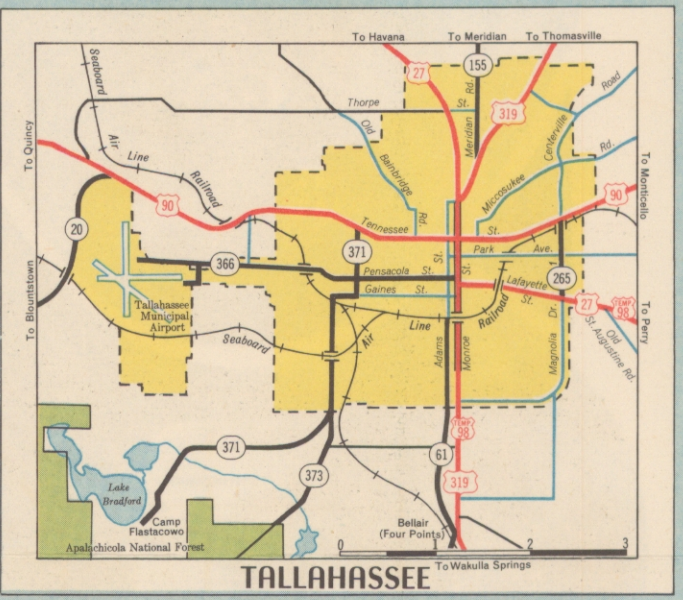 To Havana
To Meridian
To Thomasville
Seaboard
27
155
Thorpe
St.
Meridian
Rd.
319
Centerville
Road
To Quincy
Air
Line
Railroad
Old
Bainbridge
Rd.
Miccosukee
Rd.
To Monticello
90
90
Tennessee
St.
20
366
371
Park
Ave.
St.
St.
Pensacola
St.
Gaines
St.
Lafayette
St.
265
27
TEMP
98
To Blountstown
Tallahassee
Municipal
Airport
Seaboard
Air
Line
Railroad
Adams
Monroe
Magnolia
Dr.
Old
St. Augustine Rd.
To Perry
TEMP
98
371
373
61
319
Lake
Bradford
Camp
Flastacowo
Apalachicola National Forest
Bellair
(Four Points)
0
1
2
3
To Wakulla Springs
TALLAHASSEE